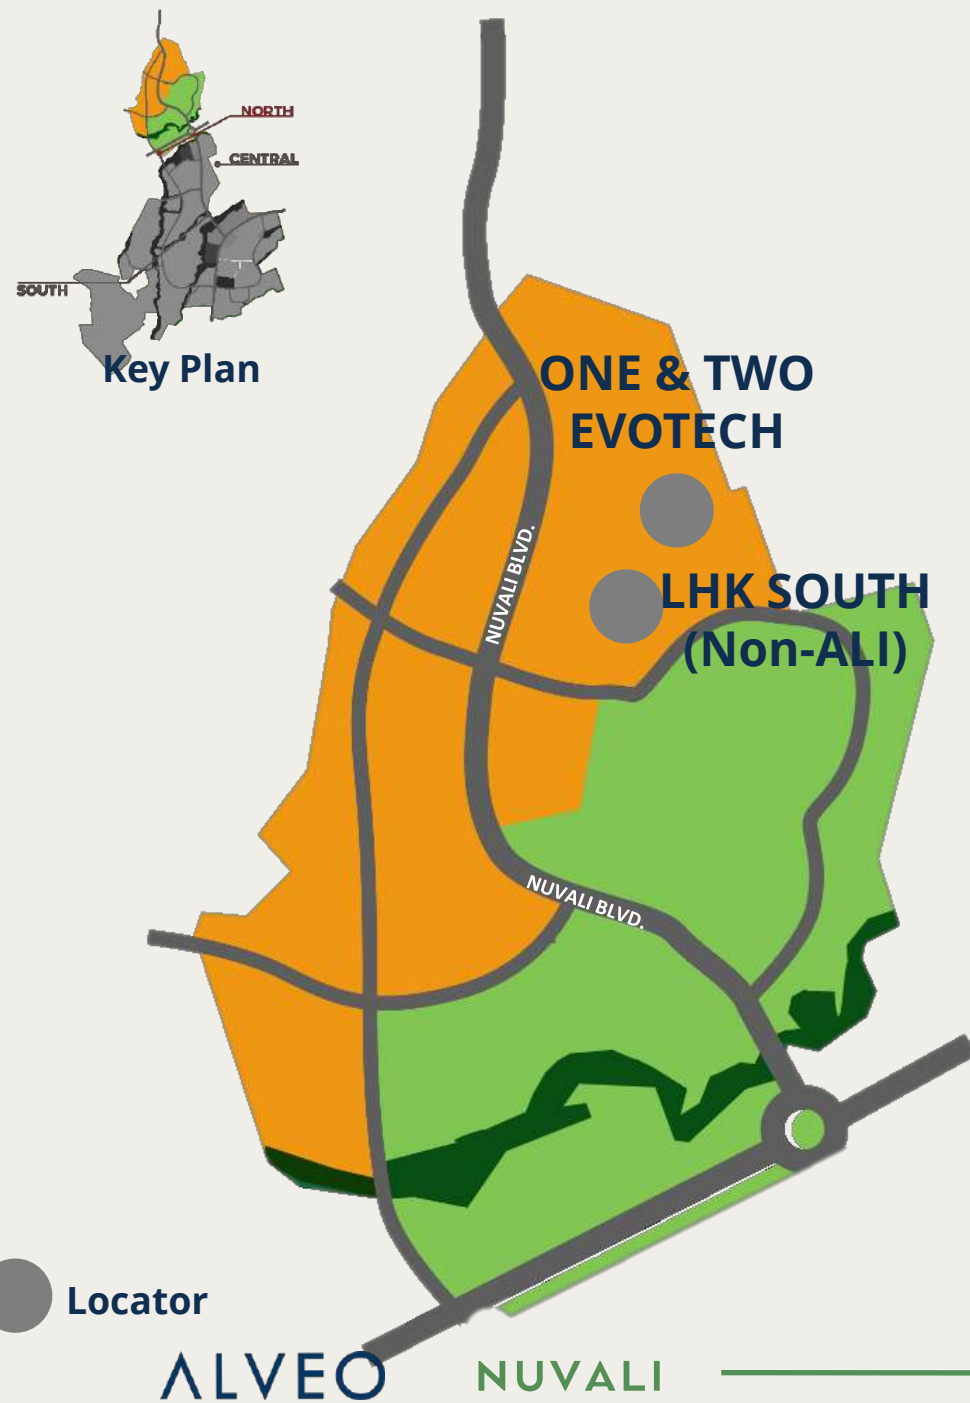 NORTH
CENTRAL
SOUTH
Key Plan
ONE & TWO
EVOTECH
NUVALI BLVD.
LHK SOUTH
(Non-ALI)
NUVALI BLVD.
Locator
ALVEO
NUVALI